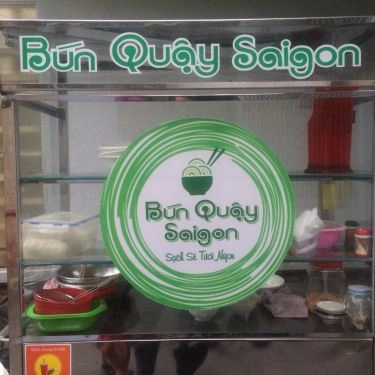 Bún Quậy Saigon
Bún Quậy
Saigon
Sạch Sẽ Tươi Ngon